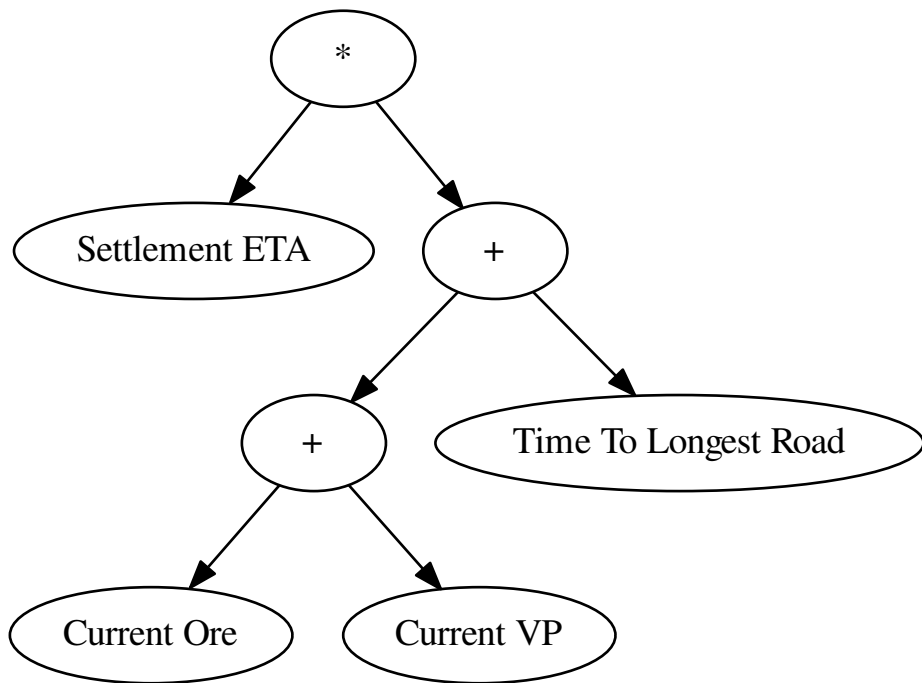 *
Settlement ETA
+
+
Time To Longest Road
Current Ore
Current VP